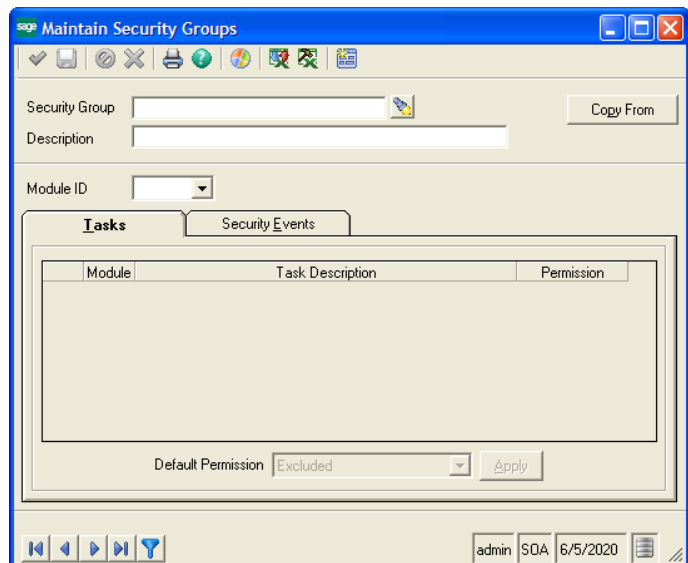 sage Maintain Security Groups
Security Group
Copy From
Description
Module ID
Tasks Security Events
Module Task Description Permission
Default Permission Excluded Apply
admin SOA 6/5/2020